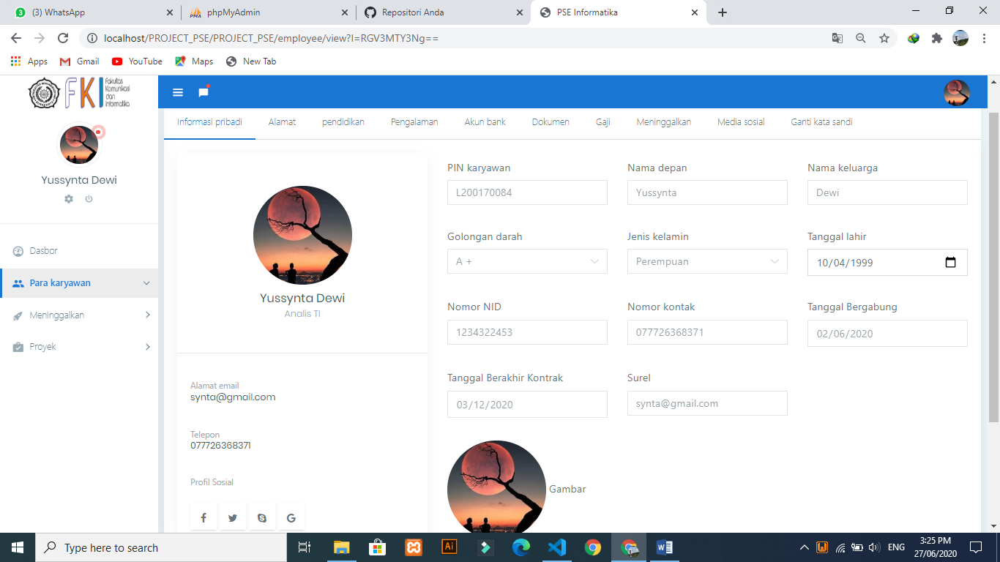 (3) WhatsApp
phpMyAdmin
Repositori Anda
PSE Informatika
localhost/PROJECT_PSE/PROJECT_PSE/employee/view?I=RGV3MTY3Ng==
Apps
Gmail
YouTube
Maps
New Tab
FKI
Fakultas
Komunikasi
dan
Informatika
Yussynta Dewi
Dasbor
Para karyawan
Meninggalkan
Proyek
Informasi pribadi
Alamat
pendidikan
Pengalaman
Akun bank
Dokumen
Gaji
Meninggalkan
Media sosial
Ganti kata sandi
Yussynta Dewi
Analis TI
Alamat email
synta@gmail.com
Telepon
077726368371
Profil Sosial
PIN karyawan
L200170084
Nama depan
Yussynta
Nama keluarga
Dewi
Golongan darah
A +
Jenis kelamin
Perempuan
Tanggal lahir
10/04/1999
Nomor NID
1234322453
Nomor kontak
077726368371
Tanggal Bergabung
02/06/2020
Tanggal Berakhir Kontrak
03/12/2020
Surel
synta@gmail.com
Gambar
Type here to search
ENG
3:25 PM
27/06/2020